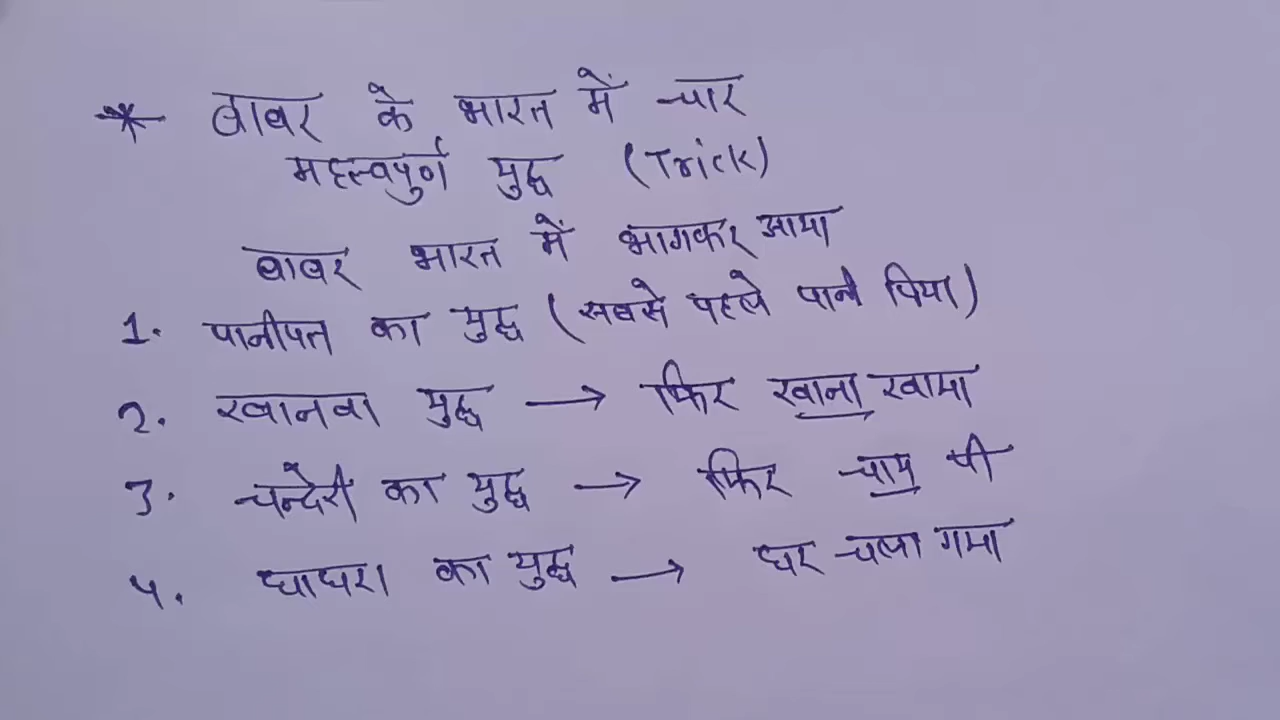 * बाबर के भारत में चार
महत्वपुर्ण युद्ध (Trick)
बाबर भारत में भागकर आया
1. पानीपत का युद्ध (सबसे पहले पानी पिया)
2. खानवा युद्ध → फिर खाना खाया
3. चन्देरी का युद्ध → फिर चाय पी
4. घाघरा का युद्ध → घर चला गया